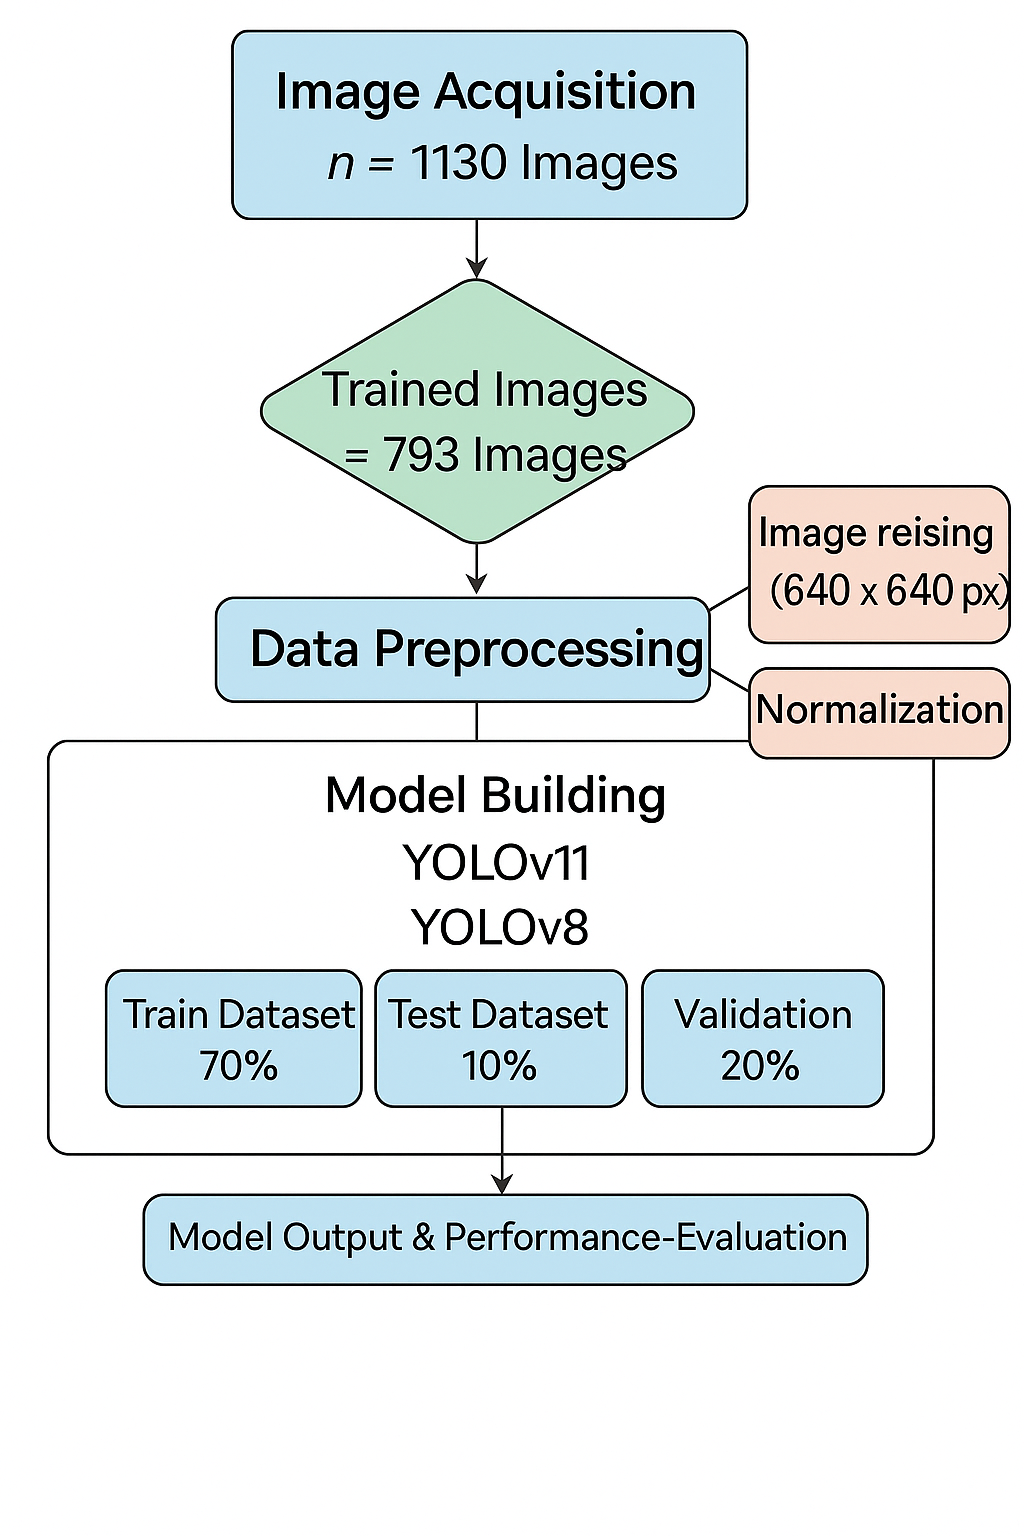 Image Acquisition
n = 1130 Images
Trained Images
= 793 Images
Image reising
(640 x 640 px)
Data Preprocessing
Normalization
Model Building
YOLOv11
YOLOv8
Train Dataset
70%
Test Dataset
10%
Validation
20%
Model Output & Performance-Evaluation